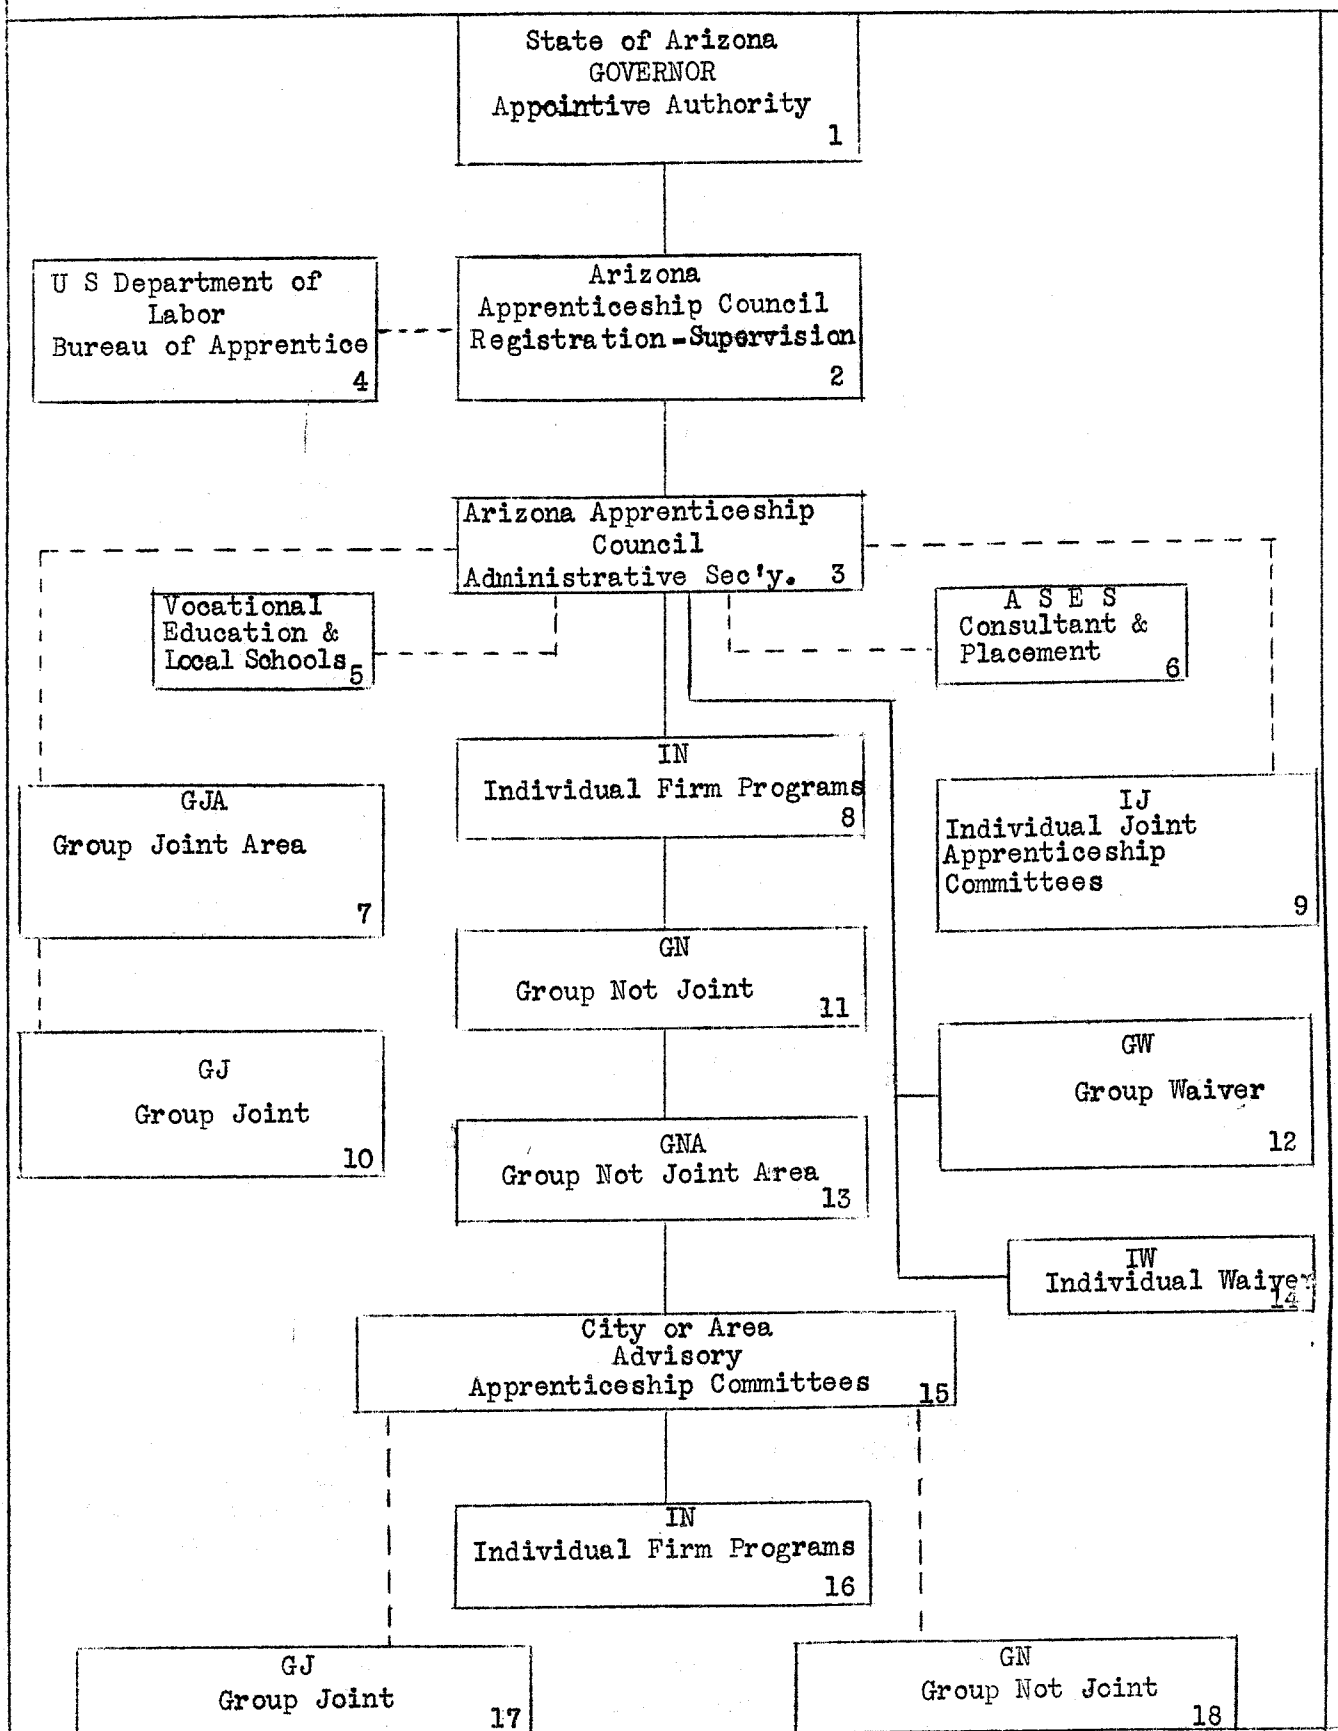 State of Arizona
GOVERNOR
Appointive Authority
1
U S Department of
Labor
Bureau of Apprentice
4
Arizona
Apprenticeship Council
Registration-Supervision
2
Arizona Apprenticeship
Council
Administrative Sec'y. 3
Vocational
Education &
Local Schools
5
A S E S
Consultant &
Placement
6
IN
Individual Firm Programs
8
GJA
Group Joint Area
7
IJ
Individual Joint
Apprenticeship
Committees
9
GN
Group Not Joint
11
GJ
Group Joint
10
GW
Group Waiver
12
GNA
Group Not Joint Area
13
IW
Individual Waiver
14
City or Area
Advisory
Apprenticeship Committees
15
IN
Individual Firm Programs
16
GJ
Group Joint
17
GN
Group Not Joint
18